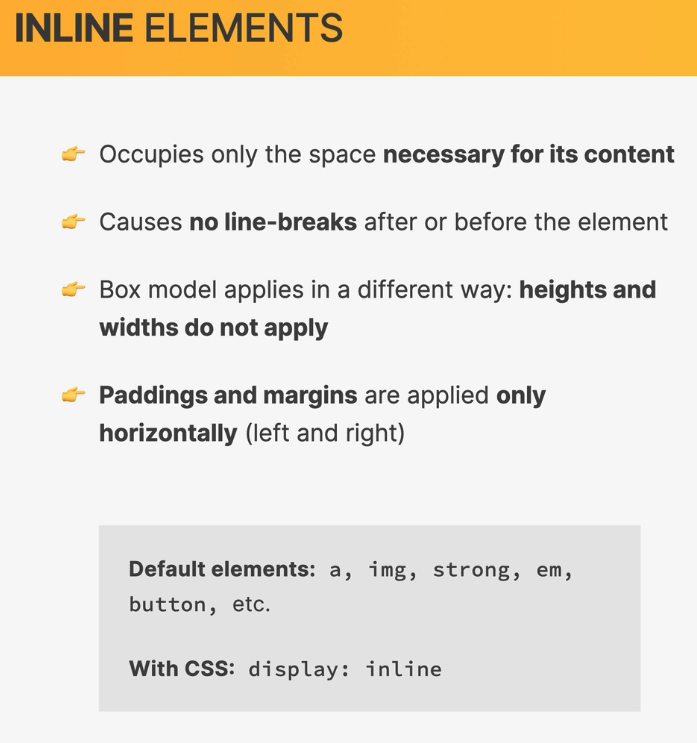 INLINE ELEMENTS
👉 Occupies only the space necessary for its content
👉 Causes no line-breaks after or before the element
👉 Box model applies in a different way: heights and
widths do not apply
👉 Paddings and margins are applied only
horizontally (left and right)
Default elements: a, img, strong, em,
button, etc.
With CSS: display: inline